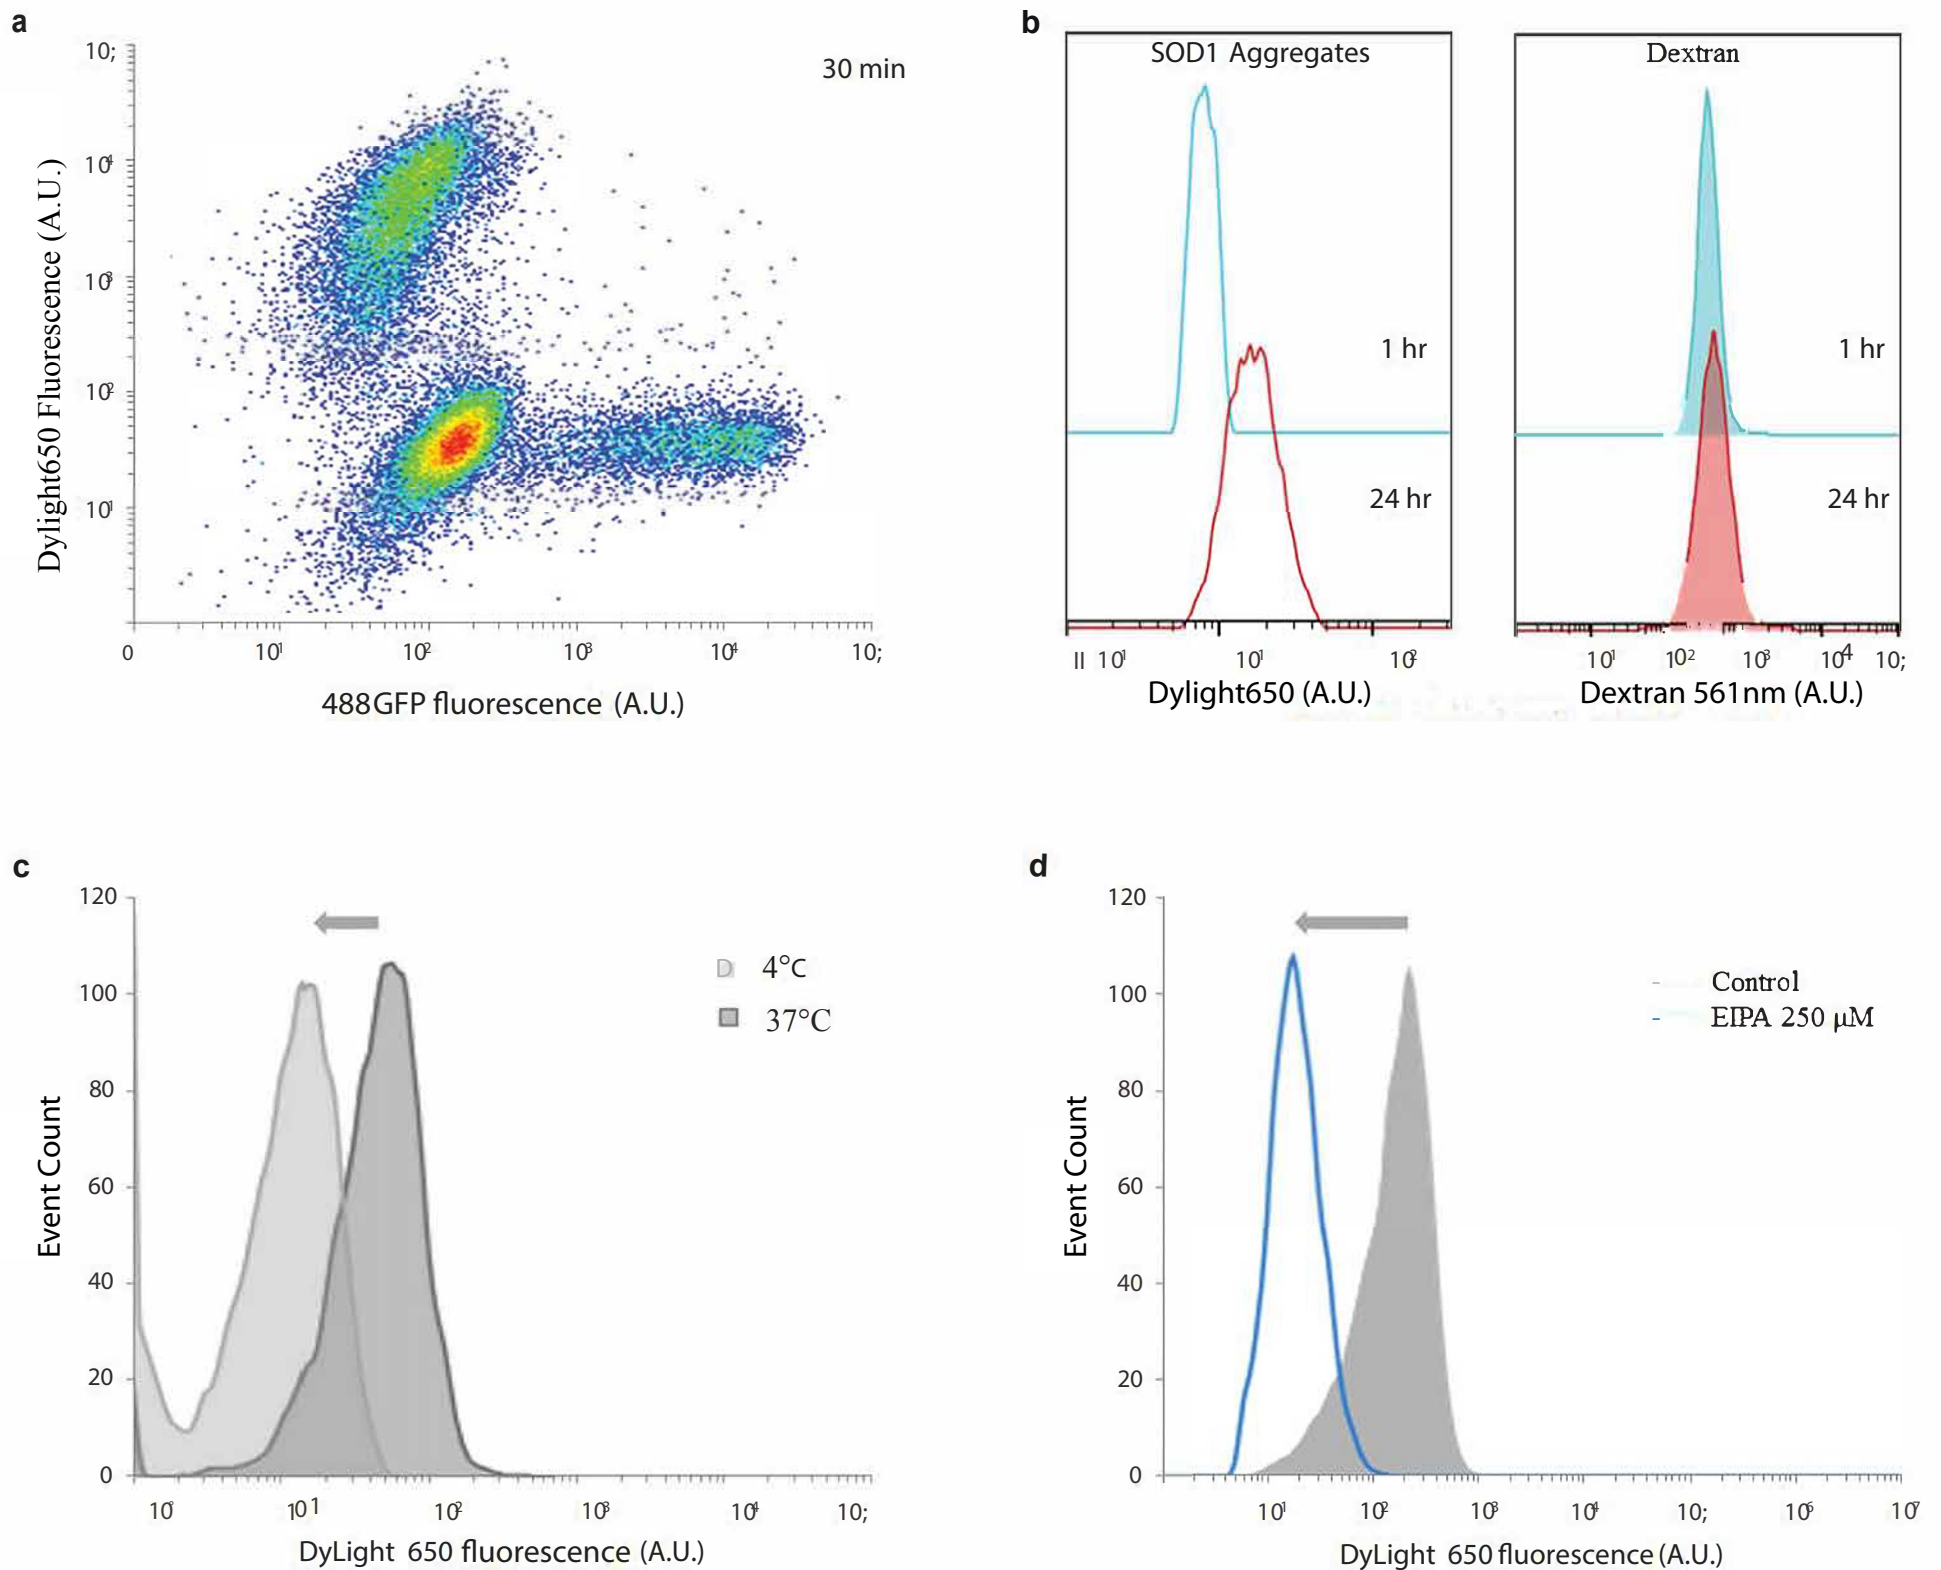 a
30 min
10;
10⁴
10³
10²
10¹
Dylight650 Fluorescence (A.U.)
0 10¹ 10² 10³ 10⁴ 10;
488GFP fluorescence (A.U.)
b
SOD1 Aggregates
1 hr
24 hr
II 10¹ 10¹ 10²
Dylight650 (A.U.)
Dextran
1 hr
24 hr
10¹ 10² 10³ 10⁴ 10;
Dextran 561nm (A.U.)
c
120
100
80
60
40
20
0
Event Count
D 4°C
37°C
10° 10¹ 10² 10³ 10⁴ 10;
DyLight 650 fluorescence (A.U.)
d
120
100
80
60
40
20
0
Event Count
Control
EIPA 250 µM
10¹ 10² 10³ 10⁴ 10; 10⁶ 10⁷
DyLight 650 fluorescence (A.U.)